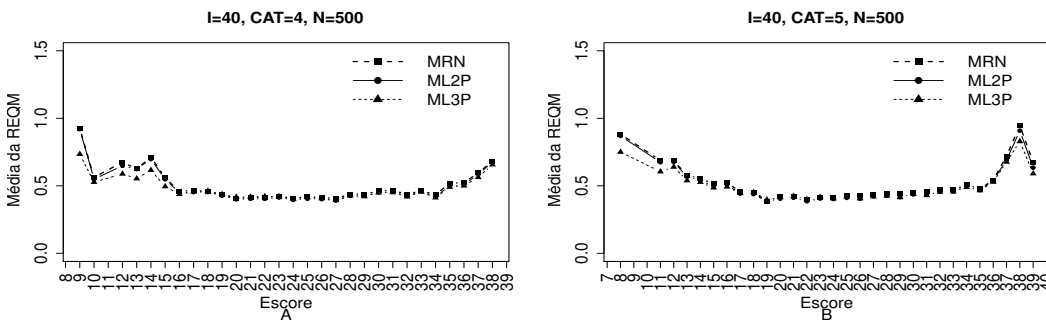 I=40, CAT=4, N=500
Média da REQM
1.5
1.0
0.5
0.0
MRN
ML2P
ML3P
8 9 10 11 12 13 14 15 16 17 18 19 20 21 22 23 24 25 26 27 28 29 30 31 32 33 34 35 36 37 38 39
Escore
A
I=40, CAT=5, N=500
Média da REQM
1.5
1.0
0.5
0.0
MRN
ML2P
ML3P
7 8 9 10 11 12 13 14 15 16 17 18 19 20 21 22 23 24 25 26 27 28 29 30 31 32 33 34 35 36 37 38 39 40
Escore
B